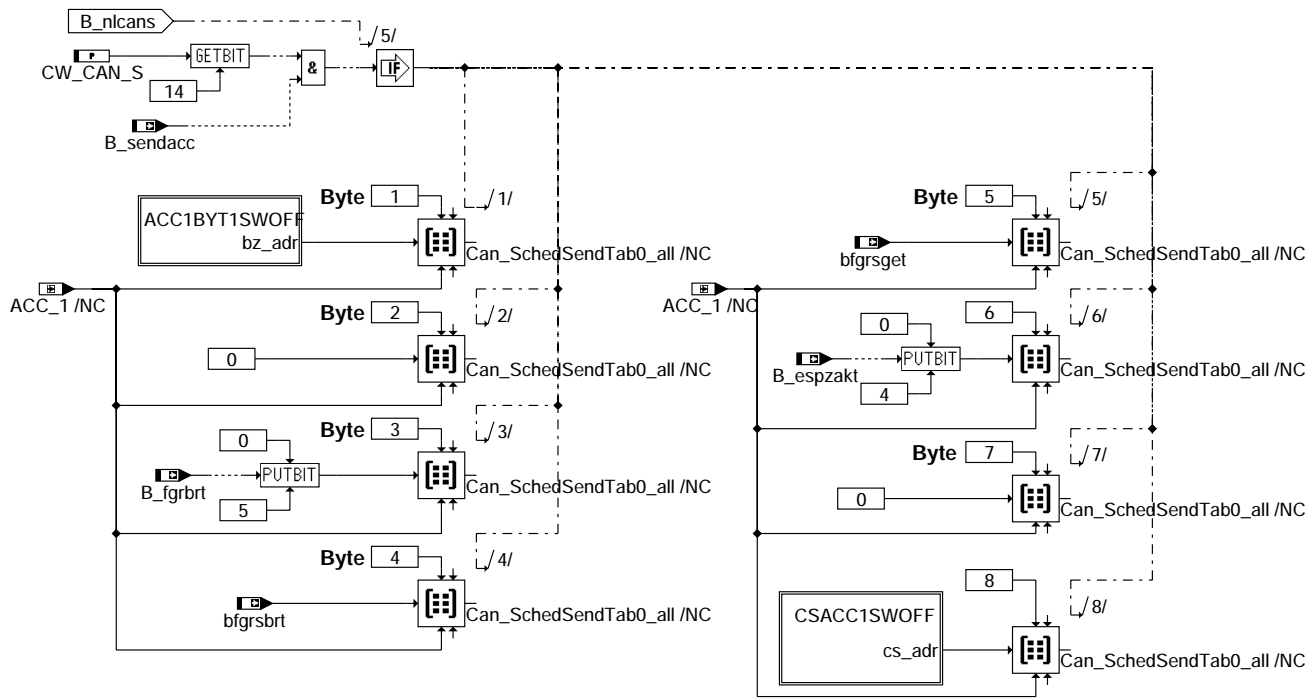 B_nlcans
/5/
GETBIT
&
IF
CW_CAN_S
14
B_sendacc
Byte 1
/1/
ACC1BYT1SWOFF
bz_adr
Can_SchedSendTab0_all /NC
ACC_1 /NC
Byte 2
/2/
0
Can_SchedSendTab0_all /NC
Byte 3
/3/
0
PUTBIT
B_fgrbrt
5
Can_SchedSendTab0_all /NC
Byte 4
/4/
bfgrsbrt
Can_SchedSendTab0_all /NC
Byte 5
/5/
bfgrsget
Can_SchedSendTab0_all /NC
ACC_1 /NC
6
/6/
0
PUTBIT
B_espzakt
4
Can_SchedSendTab0_all /NC
Byte 7
/7/
0
Can_SchedSendTab0_all /NC
8
/8/
CSACC1SWOFF
cs_adr
Can_SchedSendTab0_all /NC